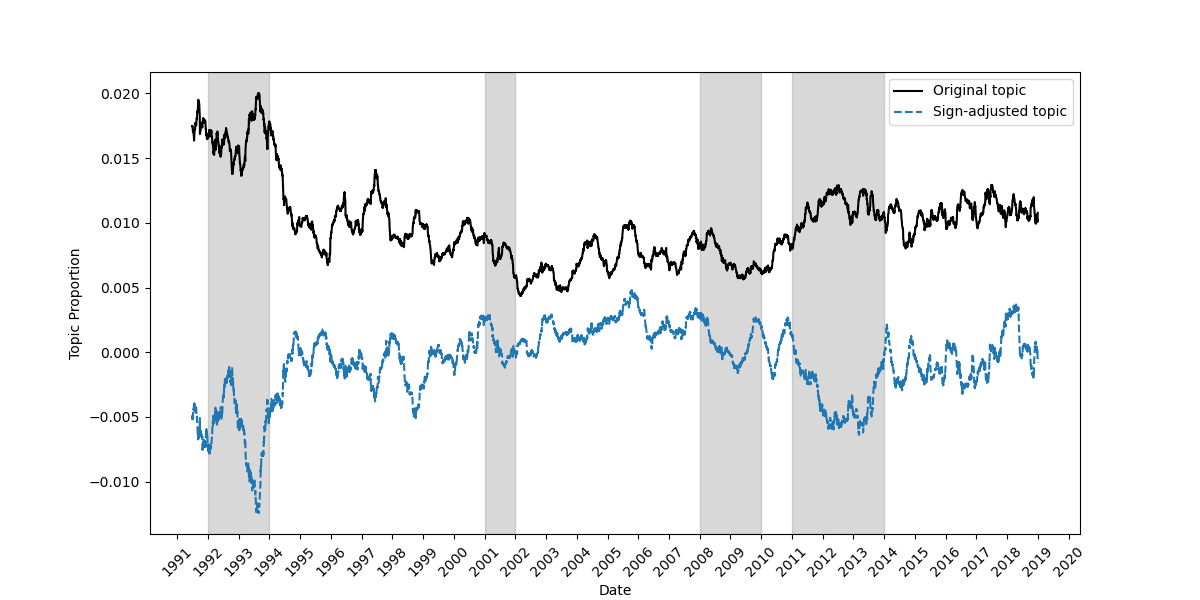 Original topic
Sign-adjusted topic
Topic Proportion
0.020
0.015
0.010
0.005
0.000
−0.005
−0.010
1991 1992 1993 1994 1995 1996 1997 1998 1999 2000 2001 2002 2003 2004 2005 2006 2007 2008 2009 2010 2011 2012 2013 2014 2015 2016 2017 2018 2019 2020
Date